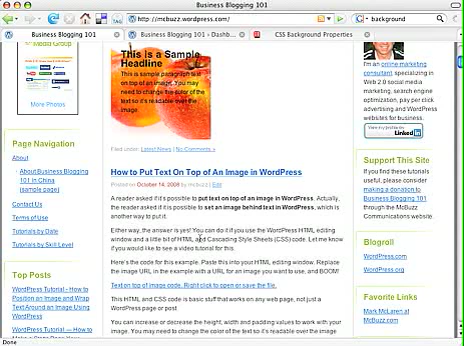 Business Blogging 101
http://mcbuzz.wordpress.com/
background
Business Blogging 101
Business Blogging 101 › Dashb...
CSS Background Properties
Media Group
More Photos
Page Navigation
About
About Business Blogging 101 in China (sample page)
Contact Us
Terms of Use
Tutorials by Date
Tutorials by Skill Level
Top Posts
WordPress Tutorial - How to Position an Image and Wrap Text Around an Image Using WordPress
WordPress Tutorial — How to
This is a Sample
Headline
This is sample paragraph text
on top of an image. You may
need to change the color of the
text so it's readable over the
image.
Filed under: Latest News | No Comments »
How to Put Text On Top of An Image in WordPress
Posted on October 14, 2008 by mcbuzz | Edit
A reader asked if it's possible to put text on top of an image in WordPress. Actually,
the reader asked if it is possible to set an image behind text in WordPress, which is
another way to put it.
Either way, the answer is yes! You can do it if you use the WordPress HTML editing
window and a little bit of HTML and Cascading Style Sheets (CSS) code. Let me know
if you would like to see a video tutorial for this.
Here's the code for this example. Paste this into your HTML editing window. Replace
the image URL in the example with a URL for an image you want to use, and BOOM!
Text on top of image code. Right click to open or save the file.
This HTML and CSS code is basic stuff that works on any web page, not just a
WordPress page or post.
You can increase or decrease the height, width and padding values to work with your
image. You may need to change the color of the text so it's readable over the image
I'm an online marketing
consultant specializing in
Web 2.0 social media
marketing, search engine
optimization, pay per click
advertising and WordPress
websites for business.
View my profile on
LinkedIn
Support This Site
If you find these tutorials
useful, please consider
making a donation to
Business Blogging 101
through the McBuzz
Communications website.
Blogroll
WordPress.com
WordPress.org
Favorite Links
Mark McLaren at
McBuzz.com
Done